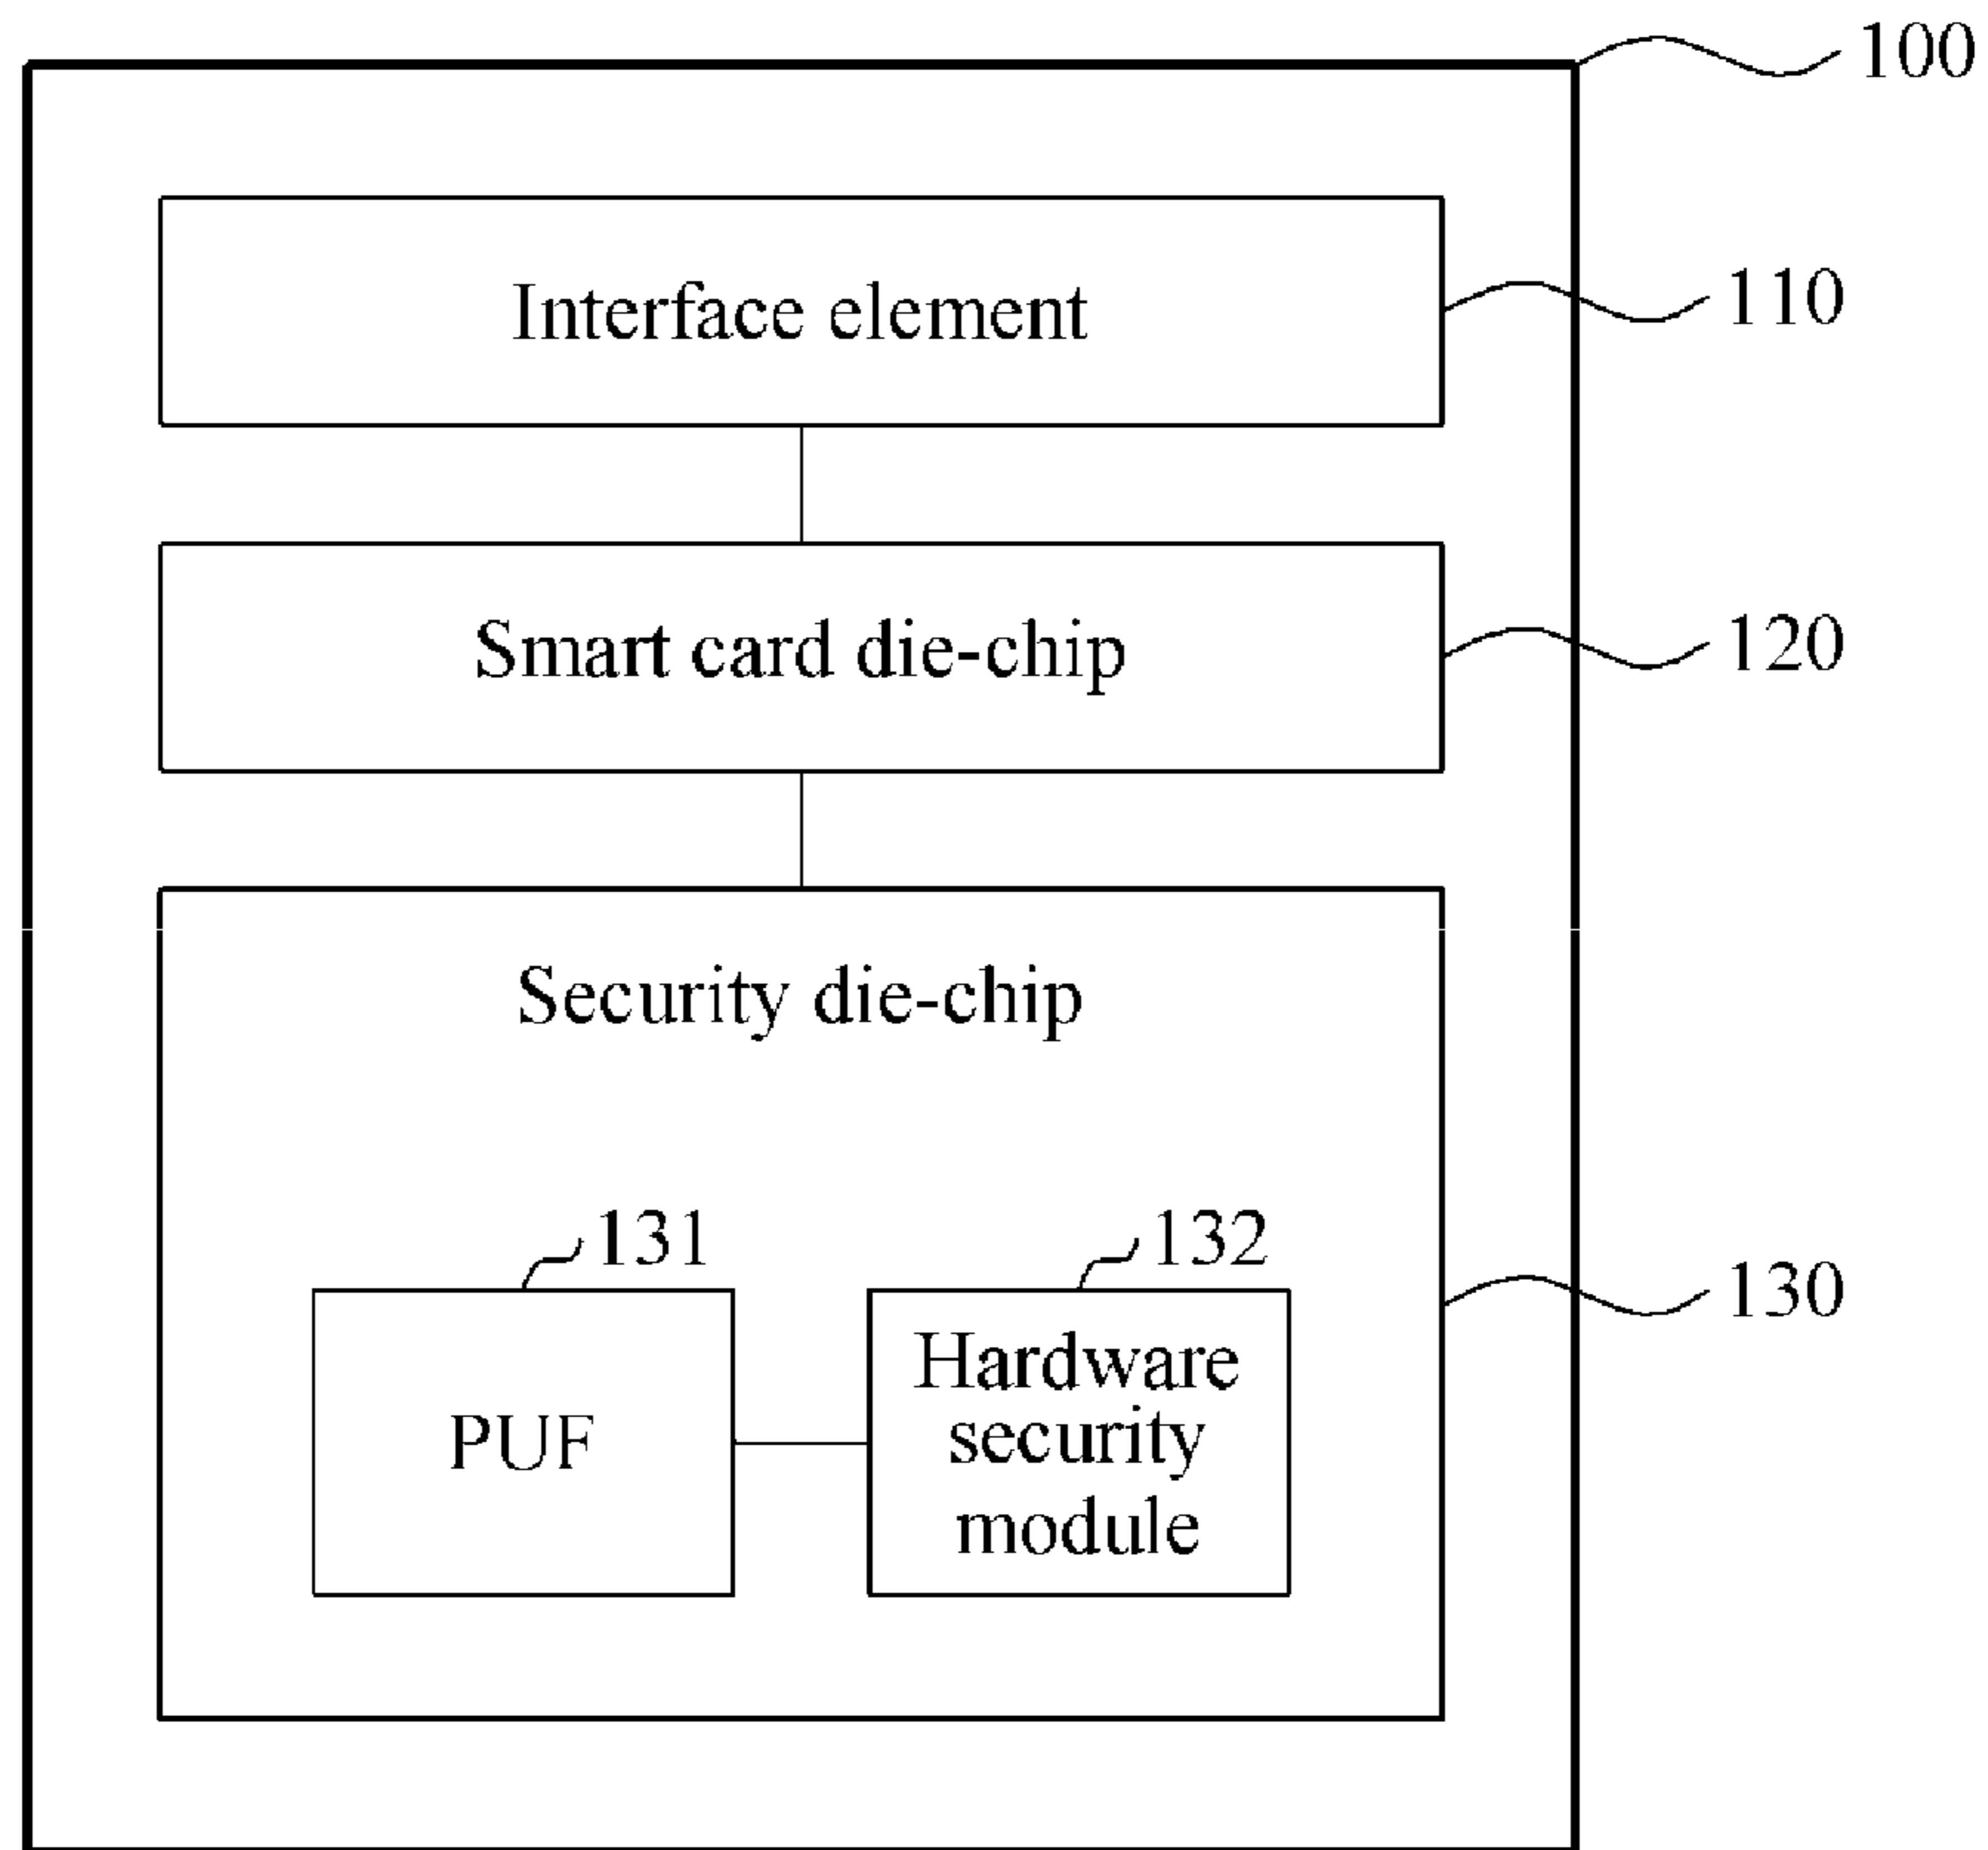 100
Interface element
110
Smart card die-chip
120
Security die-chip
131
132
130
PUF
Hardware
security
module